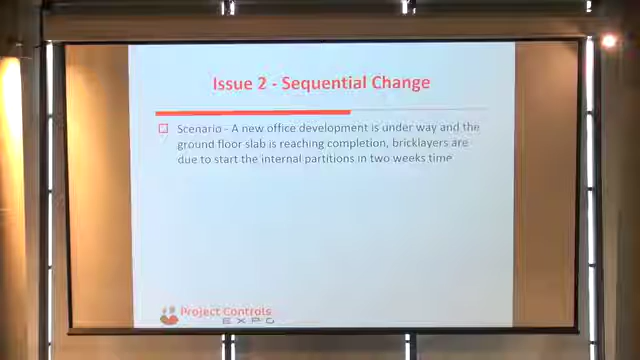 Issue 2 - Sequential Change
Scenario - A new office development is under way and the
ground floor slab is reaching completion, bricklayers are
due to start the internal partitions in two weeks time
Project Controls
EXPO